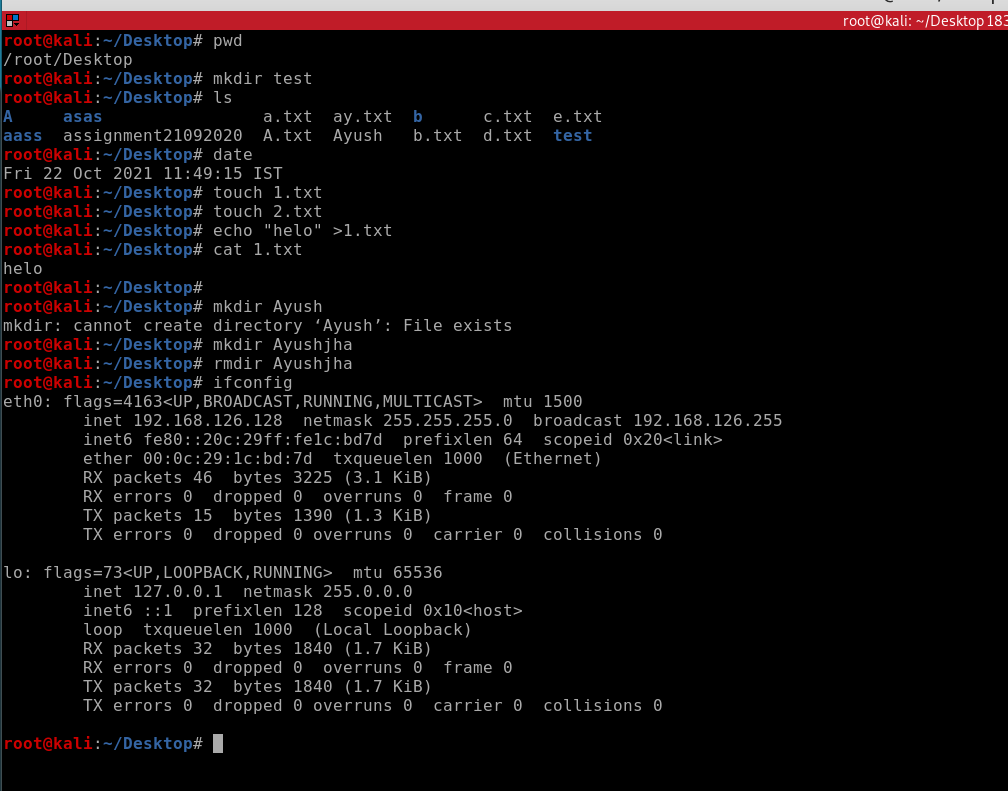 root@kali: ~/Desktop 183
root@kali:~/Desktop# pwd
/root/Desktop
root@kali:~/Desktop# mkdir test
root@kali:~/Desktop# ls
A     asas                a.txt  ay.txt  b      c.txt  e.txt
aass  assignment21092020  A.txt  Ayush   b.txt  d.txt  test
root@kali:~/Desktop# date
Fri 22 Oct 2021 11:49:15 IST
root@kali:~/Desktop# touch 1.txt
root@kali:~/Desktop# touch 2.txt
root@kali:~/Desktop# echo "helo" >1.txt
root@kali:~/Desktop# cat 1.txt
helo
root@kali:~/Desktop#
root@kali:~/Desktop# mkdir Ayush
mkdir: cannot create directory ‘Ayush’: File exists
root@kali:~/Desktop# mkdir Ayushjha
root@kali:~/Desktop# rmdir Ayushjha
root@kali:~/Desktop# ifconfig
eth0: flags=4163<UP,BROADCAST,RUNNING,MULTICAST>  mtu 1500
        inet 192.168.126.128  netmask 255.255.255.0  broadcast 192.168.126.255
        inet6 fe80::20c:29ff:fe1c:bd7d  prefixlen 64  scopeid 0x20<link>
        ether 00:0c:29:1c:bd:7d  txqueuelen 1000  (Ethernet)
        RX packets 46  bytes 3225 (3.1 KiB)
        RX errors 0  dropped 0  overruns 0  frame 0
        TX packets 15  bytes 1390 (1.3 KiB)
        TX errors 0  dropped 0 overruns 0  carrier 0  collisions 0

lo: flags=73<UP,LOOPBACK,RUNNING>  mtu 65536
        inet 127.0.0.1  netmask 255.0.0.0
        inet6 ::1  prefixlen 128  scopeid 0x10<host>
        loop  txqueuelen 1000  (Local Loopback)
        RX packets 32  bytes 1840 (1.7 KiB)
        RX errors 0  dropped 0  overruns 0  frame 0
        TX packets 32  bytes 1840 (1.7 KiB)
        TX errors 0  dropped 0 overruns 0  carrier 0  collisions 0

root@kali:~/Desktop#